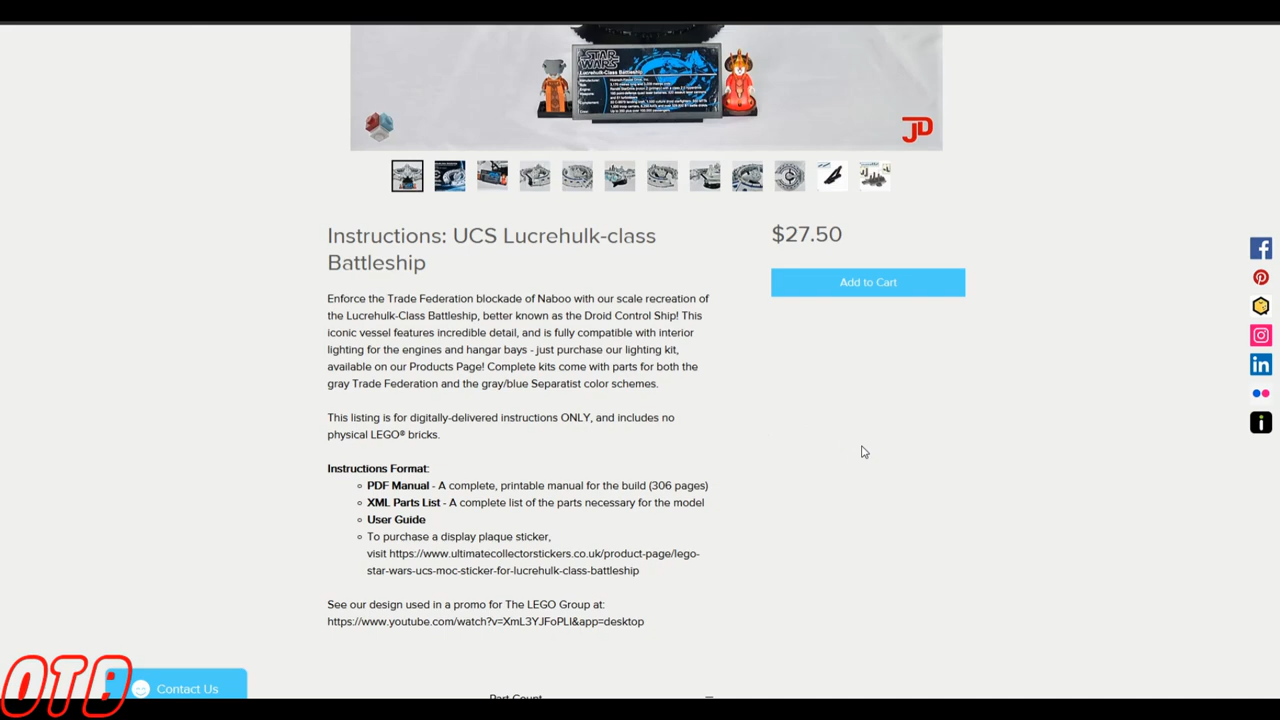 STAR
WARS
Lucrehulk-Class Battleship
JD
Instructions: UCS Lucrehulk-class
Battleship
$27.50
Add to Cart
Enforce the Trade Federation blockade of Naboo with our scale recreation of
the Lucrehulk-Class Battleship, better known as the Droid Control Ship! This
iconic vessel features incredible detail, and is fully compatible with interior
lighting for the engines and hangar bays - just purchase our lighting kit,
available on our Products Page! Complete kits come with parts for both the
gray Trade Federation and the gray/blue Separatist color schemes.
This listing is for digitally-delivered instructions ONLY, and includes no
physical LEGO® bricks.
Instructions Format:
PDF Manual - A complete, printable manual for the build (306 pages)
XML Parts List - A complete list of the parts necessary for the model
User Guide
To purchase a display plaque sticker,
visit https://www.ultimatecollectorstickers.co.uk/product-page/lego-
star-wars-ucs-moc-sticker-for-lucrehulk-class-battleship
See our design used in a promo for The LEGO Group at:
https://www.youtube.com/watch?v=XmL3YJFoPLI&app=desktop
OTB
Contact Us
Part Count